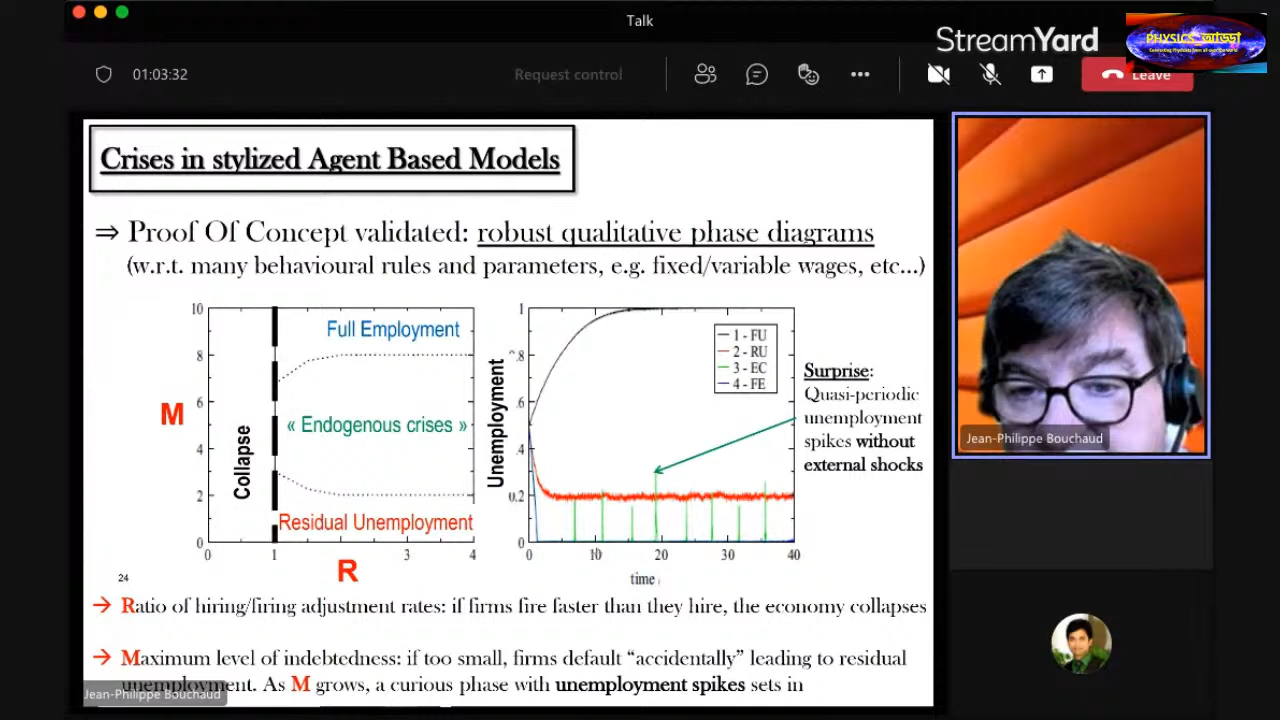 Talk
StreamYard
PHYSICS_আড্ডা
01:03:32
Request control
Leave
Crises in stylized Agent Based Models
⇒ Proof Of Concept validated: robust qualitative phase diagrams
(w.r.t. many behavioural rules and parameters, e.g. fixed/variable wages, etc…)
10
8
6
4
2
0
0
1
3
4
M
R
Collapse
Full Employment
« Endogenous crises »
Residual Unemployment
Unemployment
1
.8
.6
.4
0.2
0
0
10
20
30
40
time
1 - FU
2 - RU
3 - EC
4 - FE
Surprise:
Quasi-periodic
unemployment
spikes without
external shocks
Jean-Philippe Bouchaud
24
→ Ratio of hiring/firing adjustment rates: if firms fire faster than they hire, the economy collapses
→ Maximum level of indebtedness: if too small, firms default “accidentally” leading to residual
unemployment. As M grows, a curious phase with unemployment spikes sets in
Jean-Philippe Bouchaud